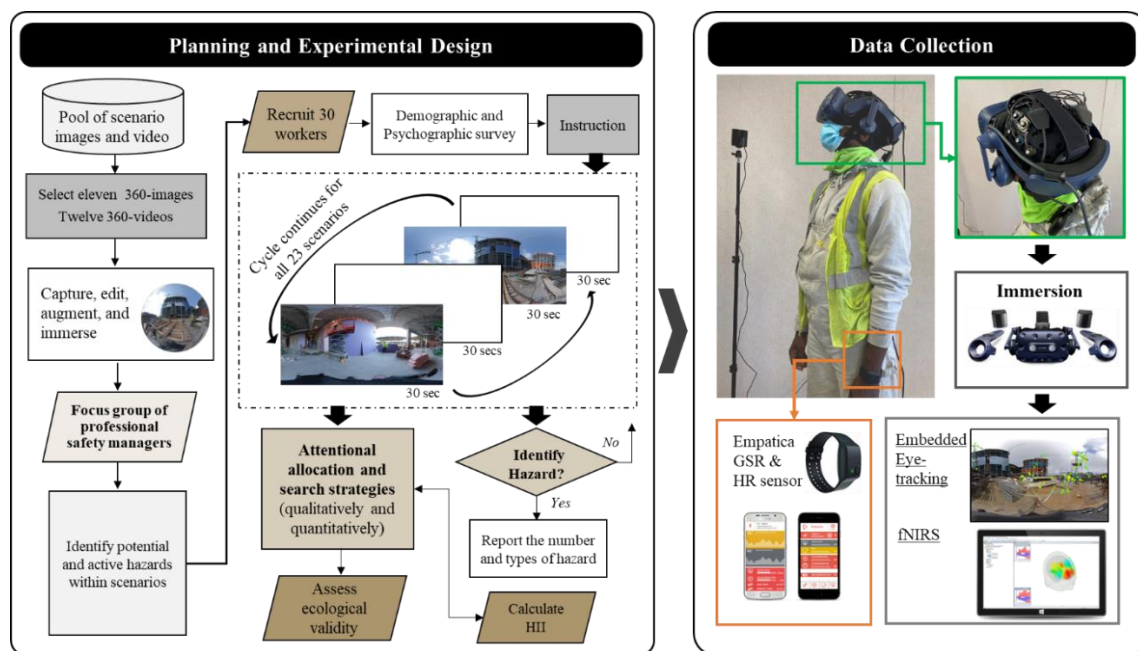 Planning and Experimental Design
Pool of scenario
images and video
Select eleven 360-images
Twelve 360-videos
Capture, edit,
augment, and
immerse
Focus group of
professional
safety managers
Identify potential
and active hazards
within scenarios
Recruit 30
workers
Demographic and
Psychographic survey
Instruction
Cycle continues for
all 23 scenarios
30 sec
30 sec
30 secs
30 sec
Attentional
allocation and
search strategies
(qualitatively and
quantitatively)
Assess
ecological
validity
Identify
Hazard?
No
Yes
Report the number
and types of hazard
Calculate
HII
Data Collection
Immersion
Empatica
GSR &
HR sensor
Embedded
Eye-
tracking
fNIRS